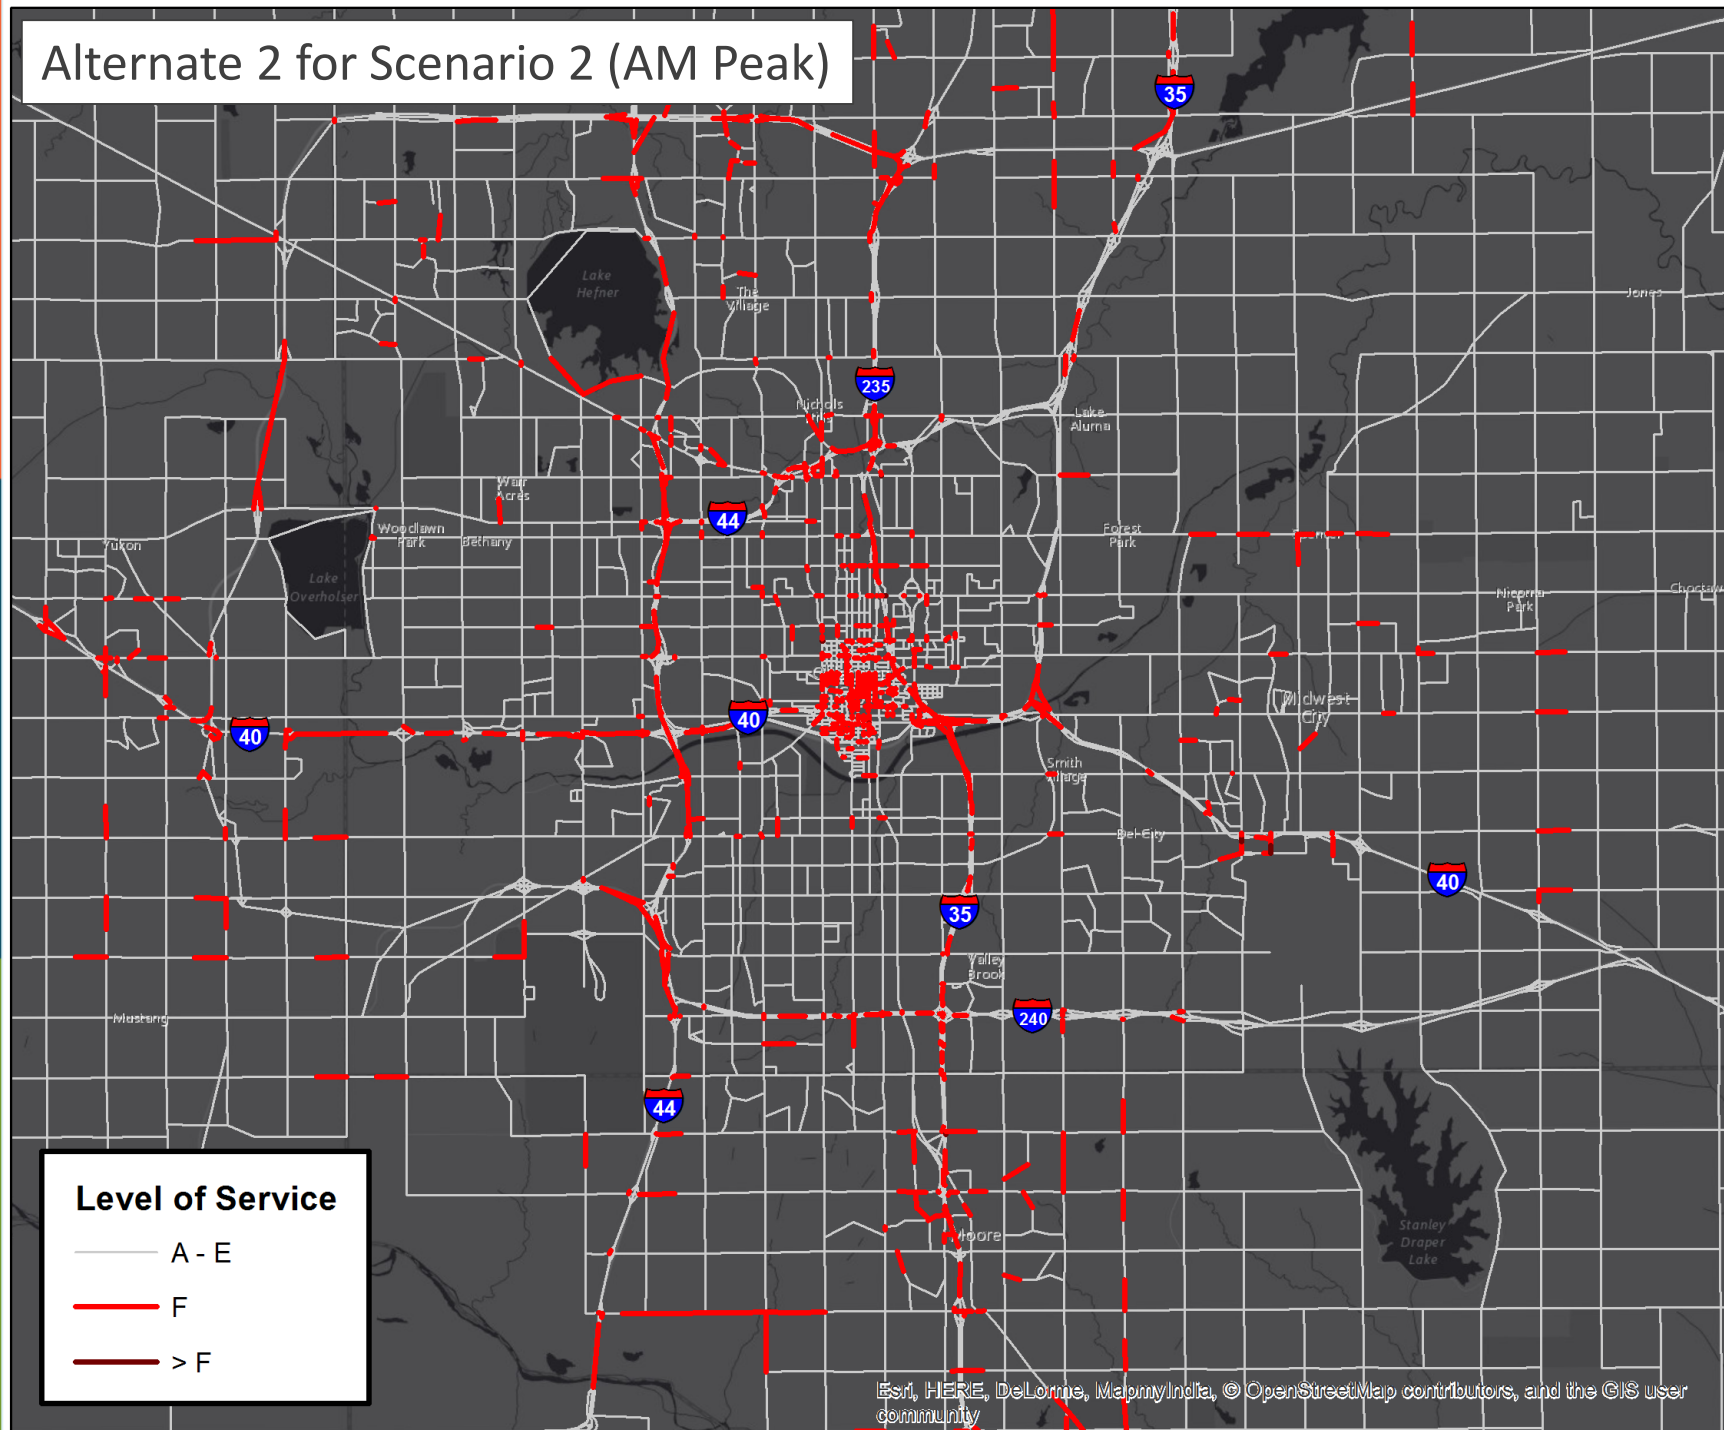 Alternate 2 for Scenario 2 (AM Peak)
35
Lake
Hefner
The
Village
Jones
235
Nichols
Hills
Lake
Aluma
Warr
Acres
44
Woodlawn
Park
Bethany
Forest
Park
Yukon
Lake
Overholser
Nicoma
Park
Choctaw
Midwest
City
40
40
Smith
Village
Del City
40
35
Valley
Brook
240
Mustang
44
Level of Service
A - E
F
> F
Moore
Stanley
Draper
Lake
Esri, HERE, DeLorme, MapmyIndia, © OpenStreetMap contributors, and the GIS user
community